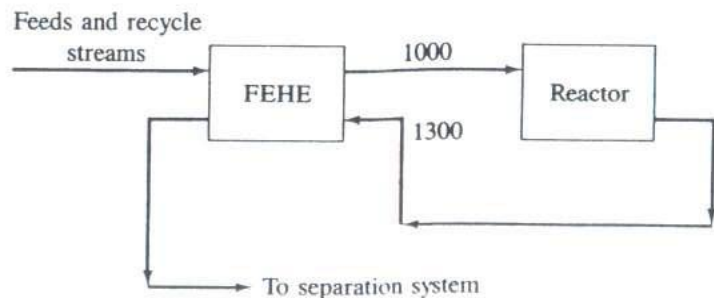 Feeds and recycle
streams
1000
FEHE
Reactor
1300
To separation system